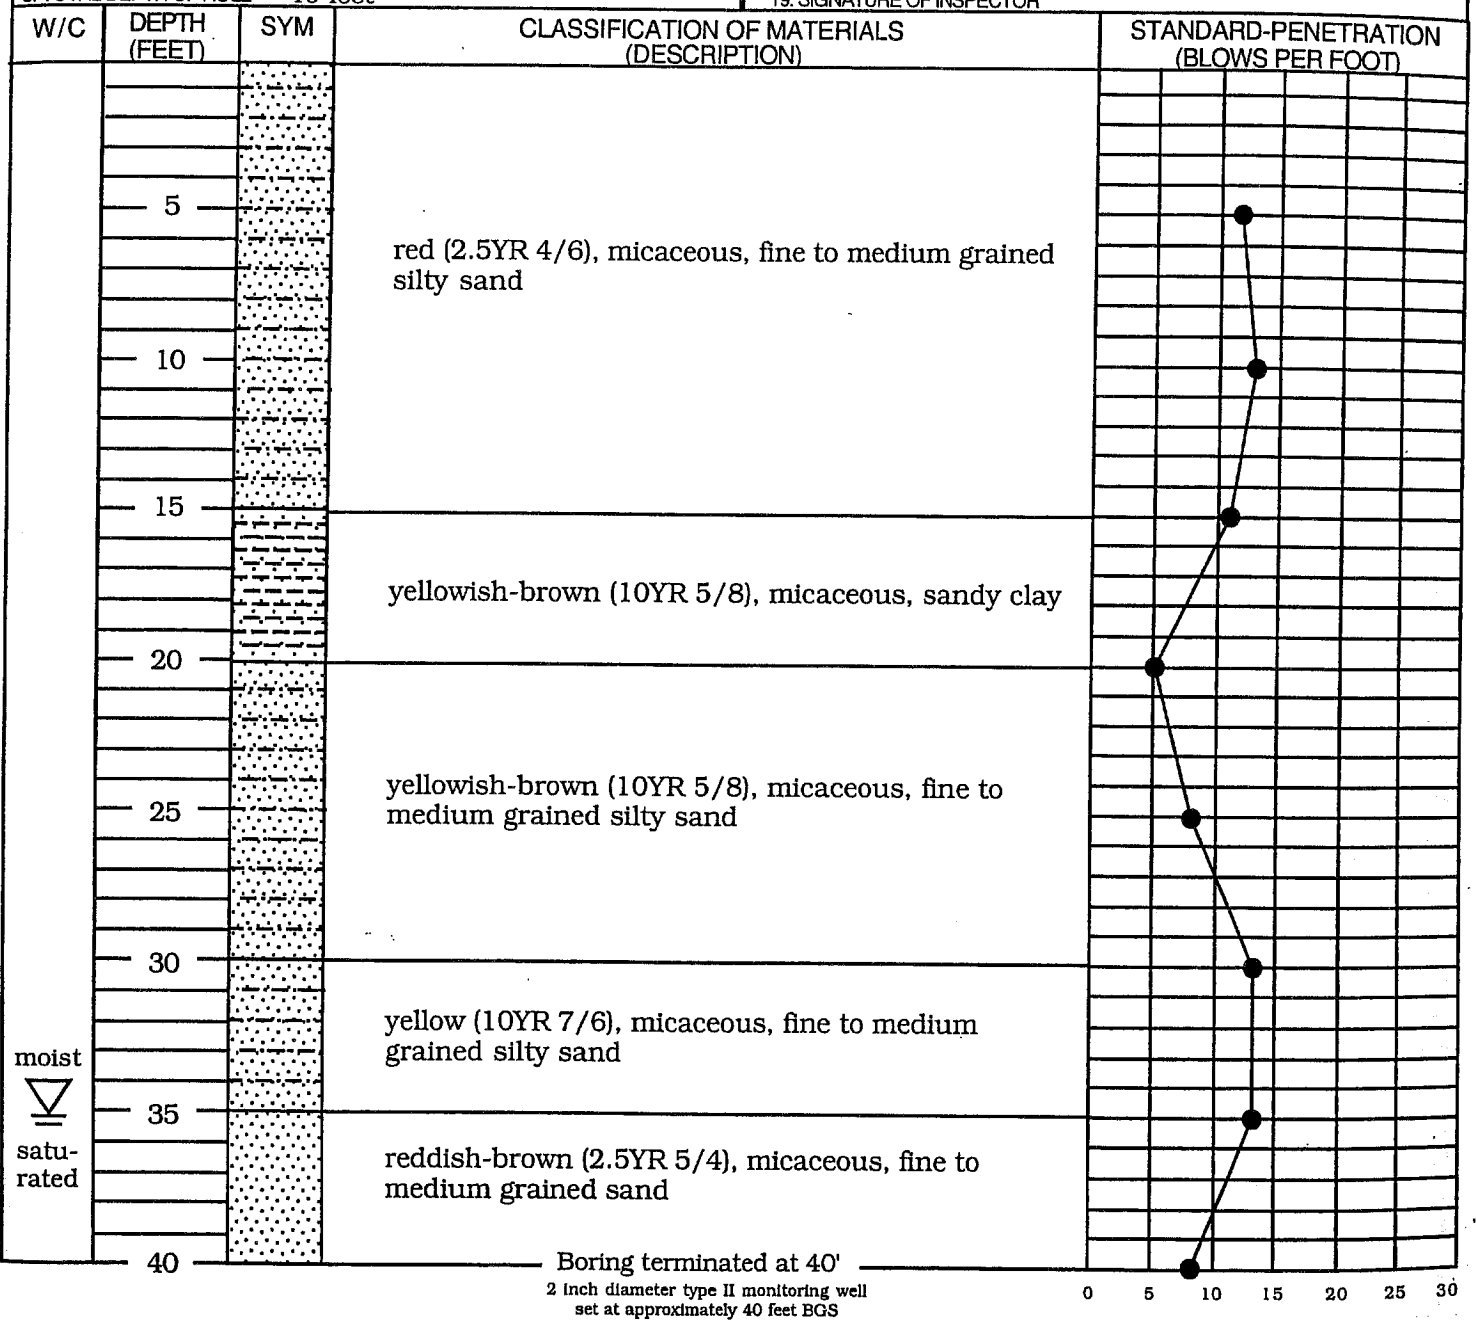 19. SIGNATURE OF INSPECTOR
W/C
DEPTH
(FEET)
SYM
CLASSIFICATION OF MATERIALS
(DESCRIPTION)
STANDARD-PENETRATION
(BLOWS PER FOOT)
5
red (2.5YR 4/6), micaceous, fine to medium grained
silty sand
10
15
yellowish-brown (10YR 5/8), micaceous, sandy clay
20
yellowish-brown (10YR 5/8), micaceous, fine to
medium grained silty sand
25
30
yellow (10YR 7/6), micaceous, fine to medium
grained silty sand
moist
35
satu-
rated
reddish-brown (2.5YR 5/4), micaceous, fine to
medium grained sand
40
Boring terminated at 40'
2 inch diameter type II monitoring well
set at approximately 40 feet BGS
0 5 10 15 20 25 30